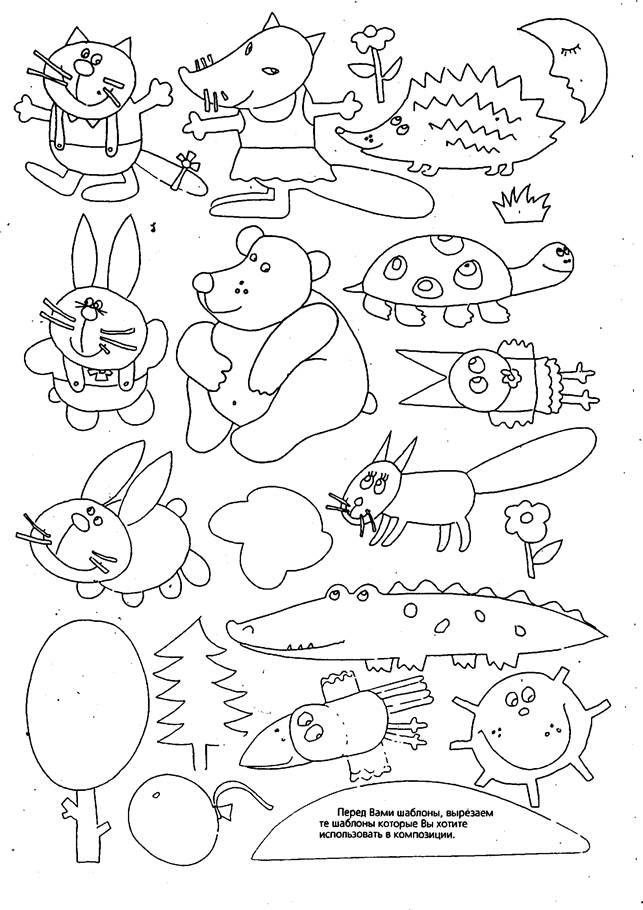 Перед Вами шаблоны, вырезаем
те шаблоны которые Вы хотите
использовать в композиции.